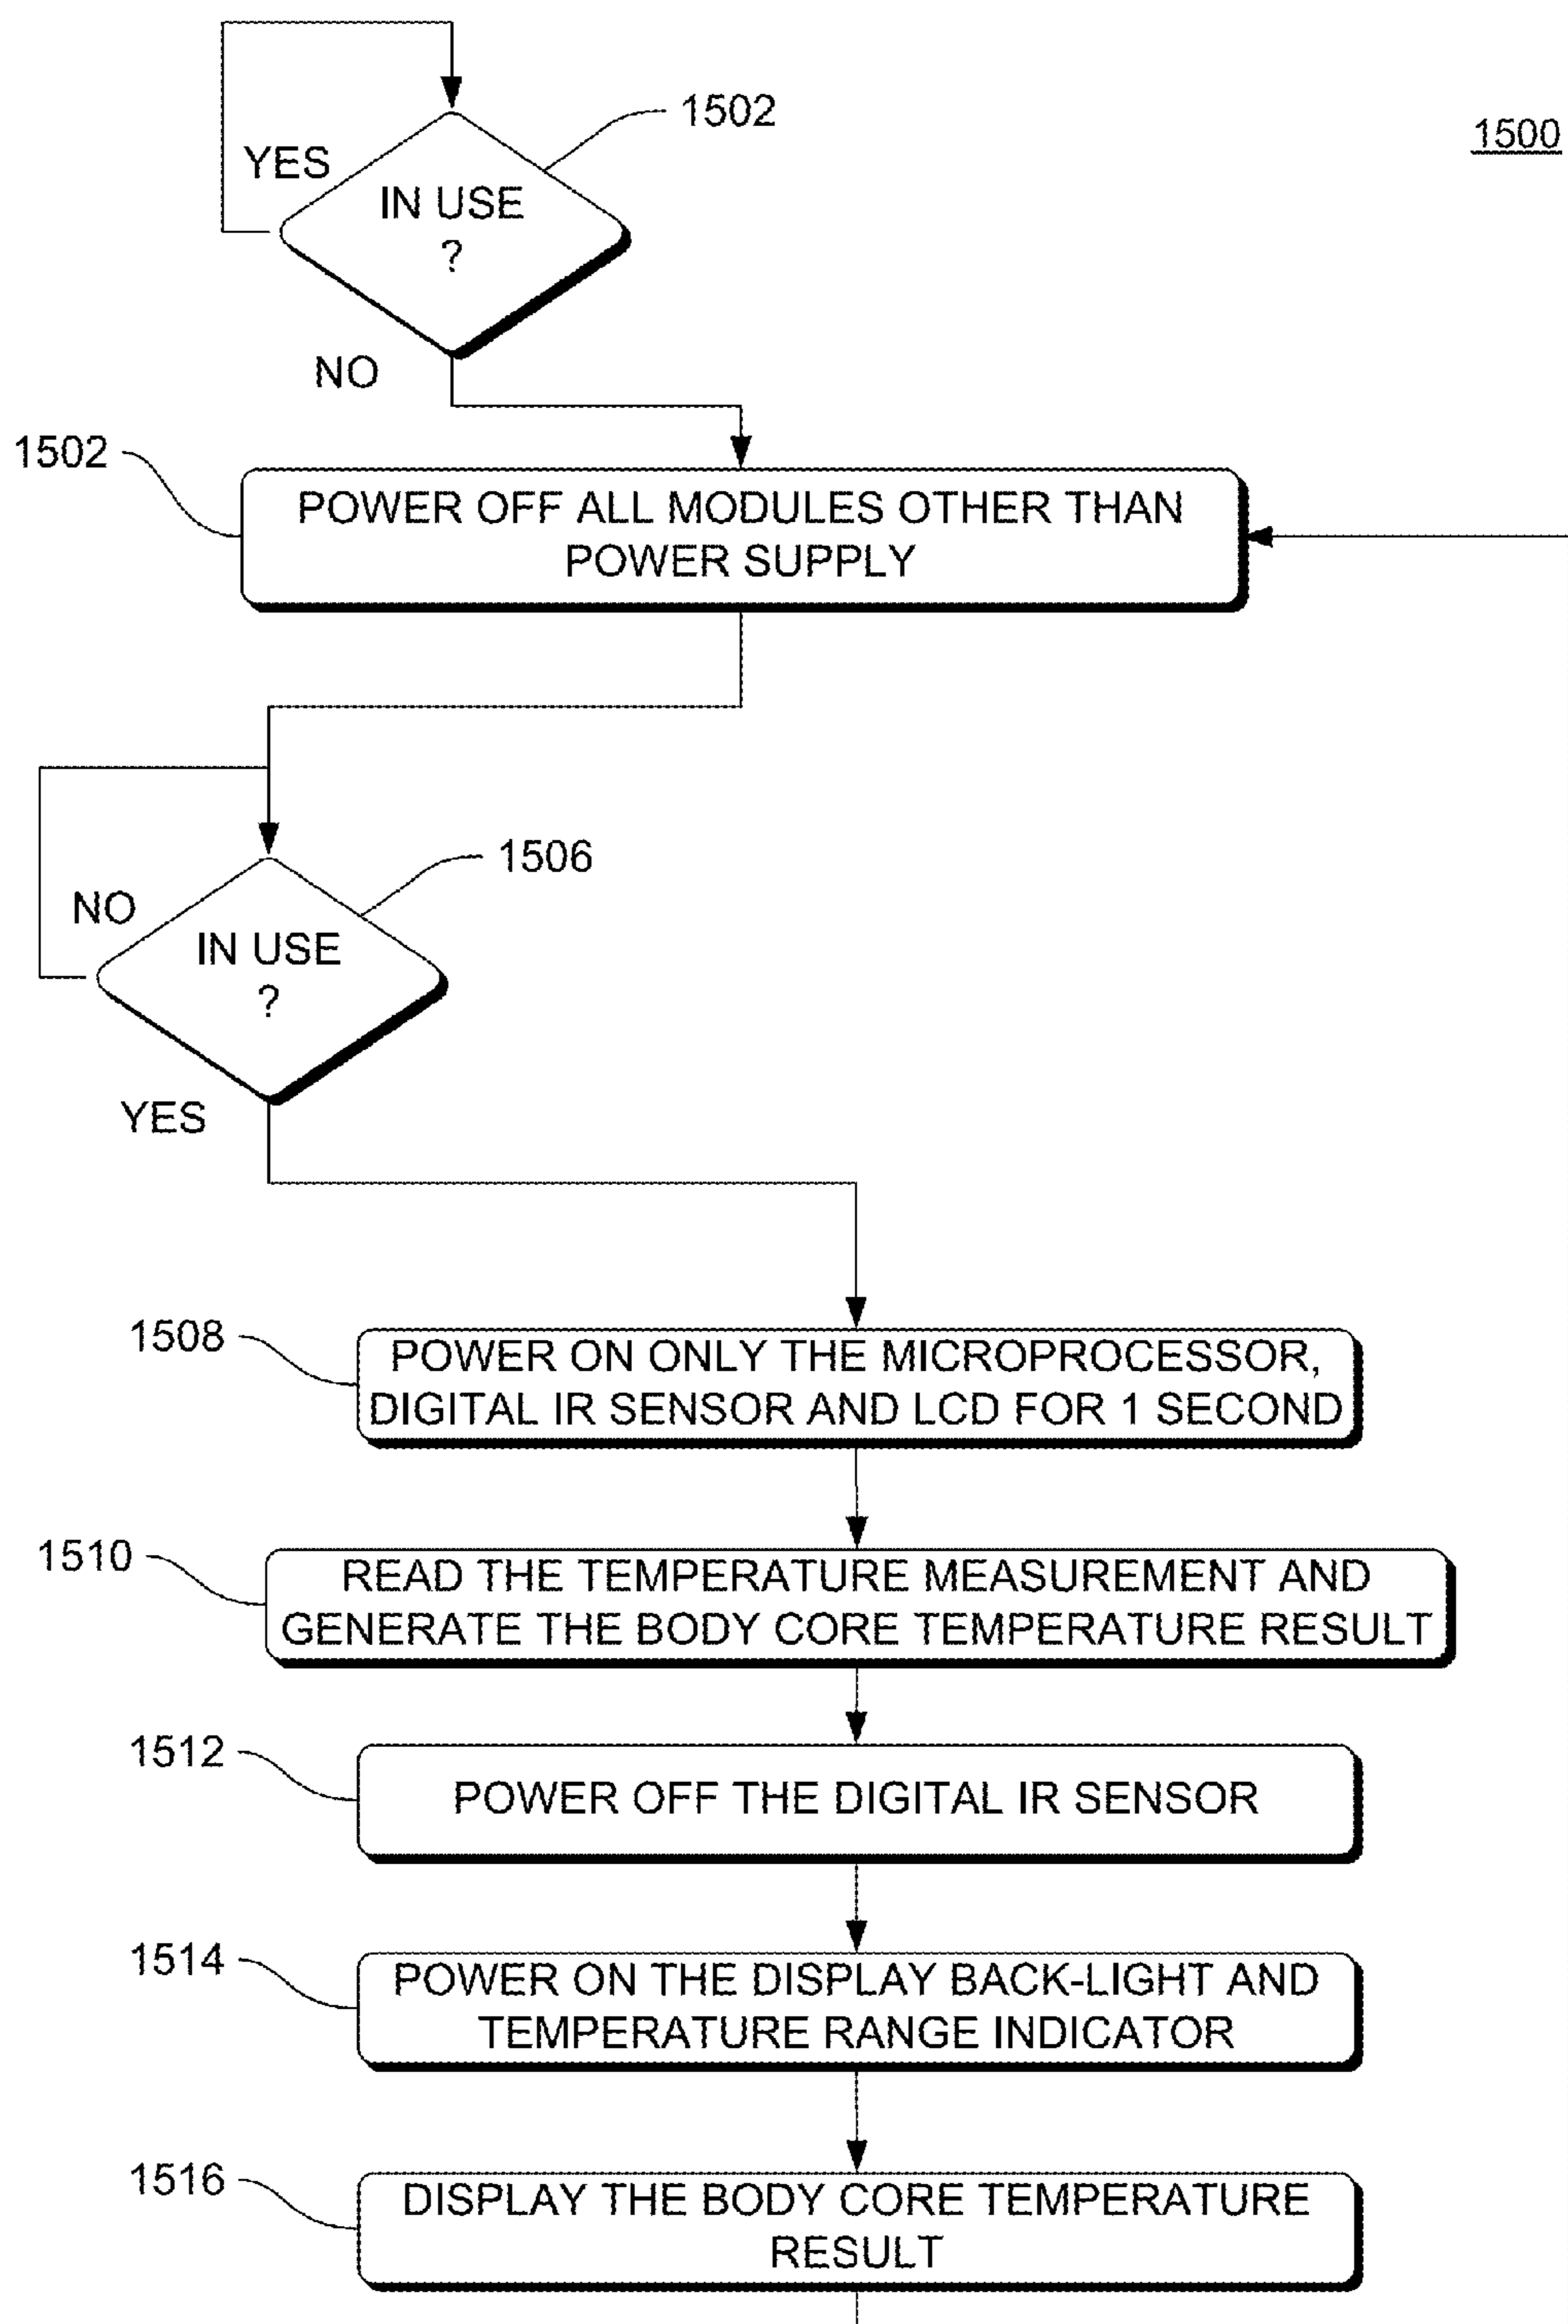 1500
1502
YES
IN USE
?
NO
1502
POWER OFF ALL MODULES OTHER THAN
POWER SUPPLY
1506
NO
IN USE
?
YES
1508
POWER ON ONLY THE MICROPROCESSOR,
DIGITAL IR SENSOR AND LCD FOR 1 SECOND
1510
READ THE TEMPERATURE MEASUREMENT AND
GENERATE THE BODY CORE TEMPERATURE RESULT
1512
POWER OFF THE DIGITAL IR SENSOR
1514
POWER ON THE DISPLAY BACK-LIGHT AND
TEMPERATURE RANGE INDICATOR
1516
DISPLAY THE BODY CORE TEMPERATURE
RESULT